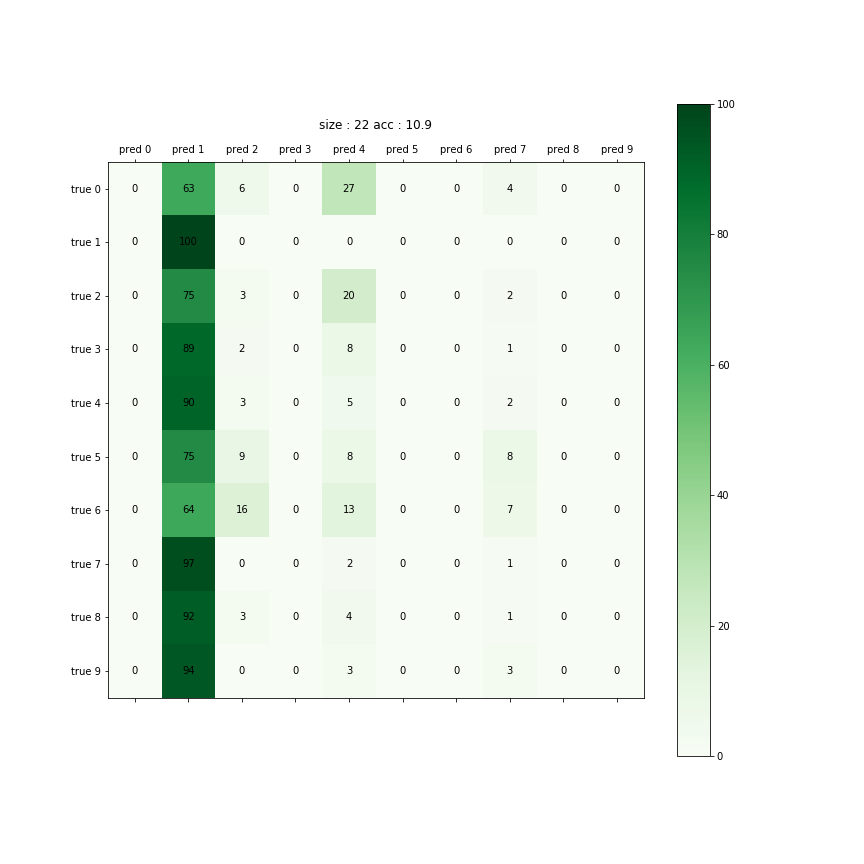 size : 22 acc : 10.9
pred 0 pred 1 pred 2 pred 3 pred 4 pred 5 pred 6 pred 7 pred 8 pred 9
true 0 0 63 6 0 27 0 0 4 0 0
true 1 0 100 0 0 0 0 0 0 0 0
true 2 0 75 3 0 20 0 0 2 0 0
true 3 0 89 2 0 8 0 0 1 0 0
true 4 0 90 3 0 5 0 0 2 0 0
true 5 0 75 9 0 8 0 0 8 0 0
true 6 0 64 16 0 13 0 0 7 0 0
true 7 0 97 0 0 2 0 0 1 0 0
true 8 0 92 3 0 4 0 0 1 0 0
true 9 0 94 0 0 3 0 0 3 0 0
100
80
60
40
20
0